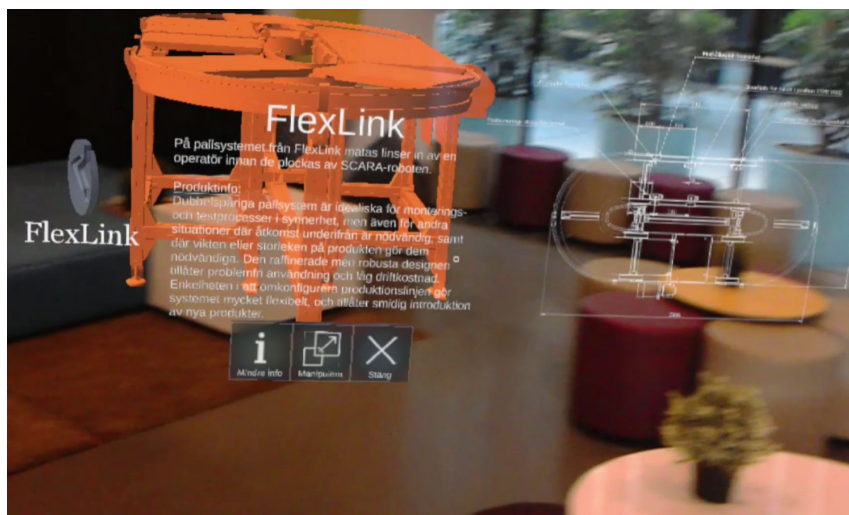 FlexLink
På pallsystemet från FlexLink matas linser in av en
operatör innan de plockas av SCARA-roboten.
Produktinfo:
Dubbelspåriga pallsystem är idealiska för monterings-
och testprocesser i synnerhet, men även för andra
situationer där åtkomst underifrån är nödvändig, samt
där vikten eller storleken på produkten gör dem
nödvändiga. Den raffinerade men robusta designen
tillåter problemfri användning och låg driftkostnad.
Enkelheten i att omkonfigurera produktionslinjen gör
systemet mycket flexibelt, och tillåter smidig introduktion
av nya produkter.
FlexLink
Mindre info
Manipulera
Stäng